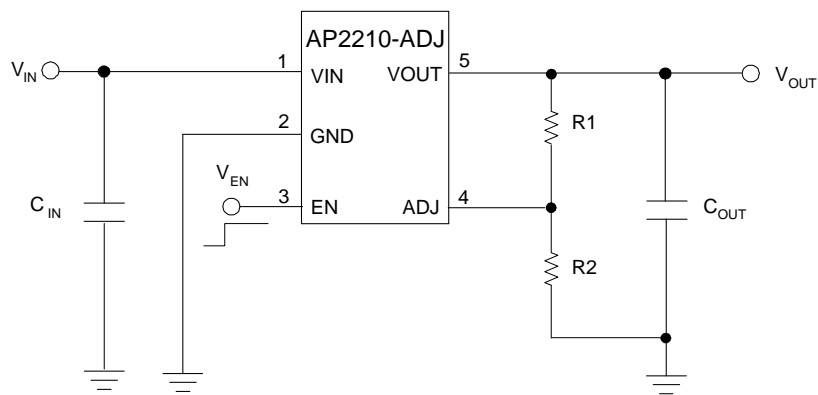 AP2210-ADJ
V_IN
1
VIN
VOUT
5
V_OUT
2
GND
R1
V_EN
3
EN
ADJ
4
C_IN
C_OUT
R2